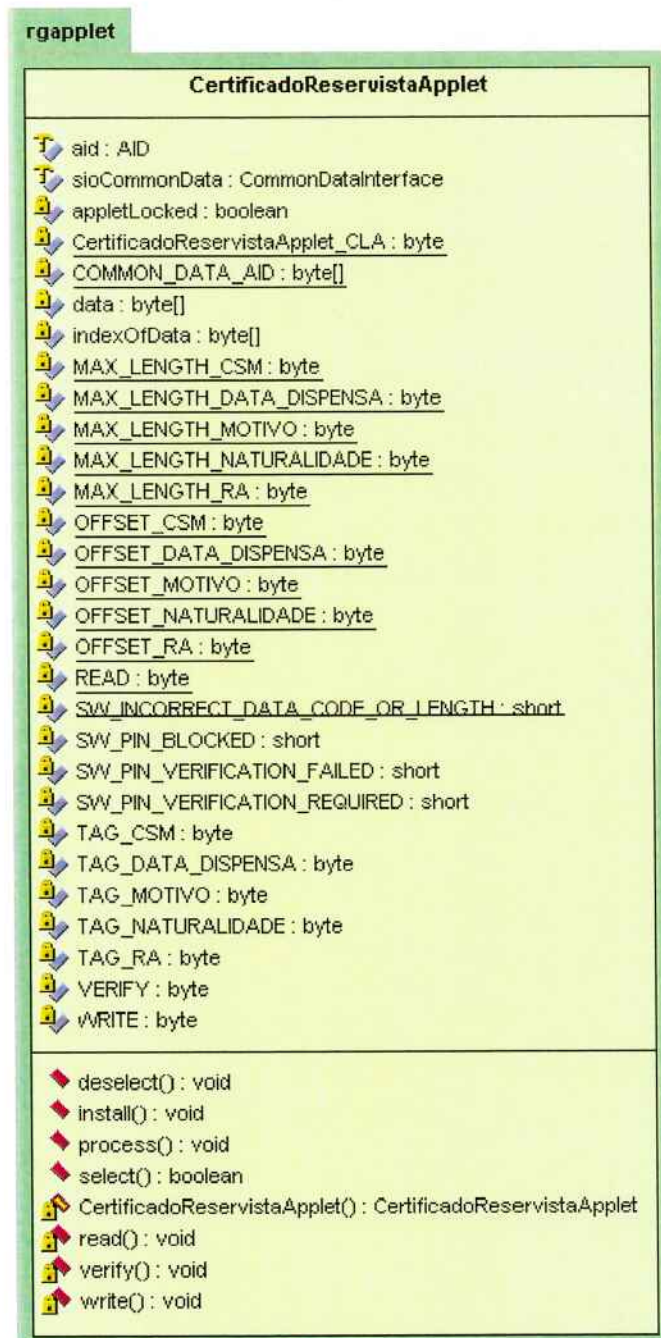 rgapplet
CertificadoReservistaApplet
aid : AID
sioCommonData : CommonDataInterface
appletLocked : boolean
CertificadoReservistaApplet_CLA : byte
COMMON_DATA_AID : byte[]
data : byte[]
indexOfData : byte[]
MAX_LENGTH_CSM : byte
MAX_LENGTH_DATA_DISPENSA : byte
MAX_LENGTH_MOTIVO : byte
MAX_LENGTH_NATURALIDADE : byte
MAX_LENGTH_RA : byte
OFFSET_CSM : byte
OFFSET_DATA_DISPENSA : byte
OFFSET_MOTIVO : byte
OFFSET_NATURALIDADE : byte
OFFSET_RA : byte
READ : byte
SW_INCORRECT_DATA_CODE_OR_LENGTH : short
SW_PIN_BLOCKED : short
SW_PIN_VERIFICATION_FAILED : short
SW_PIN_VERIFICATION_REQUIRED : short
TAG_CSM : byte
TAG_DATA_DISPENSA : byte
TAG_MOTIVO : byte
TAG_NATURALIDADE : byte
TAG_RA : byte
VERIFY : byte
WRITE : byte
deselect() : void
install() : void
process() : void
select() : boolean
CertificadoReservistaApplet() : CertificadoReservistaApplet
read() : void
verify() : void
write() : void